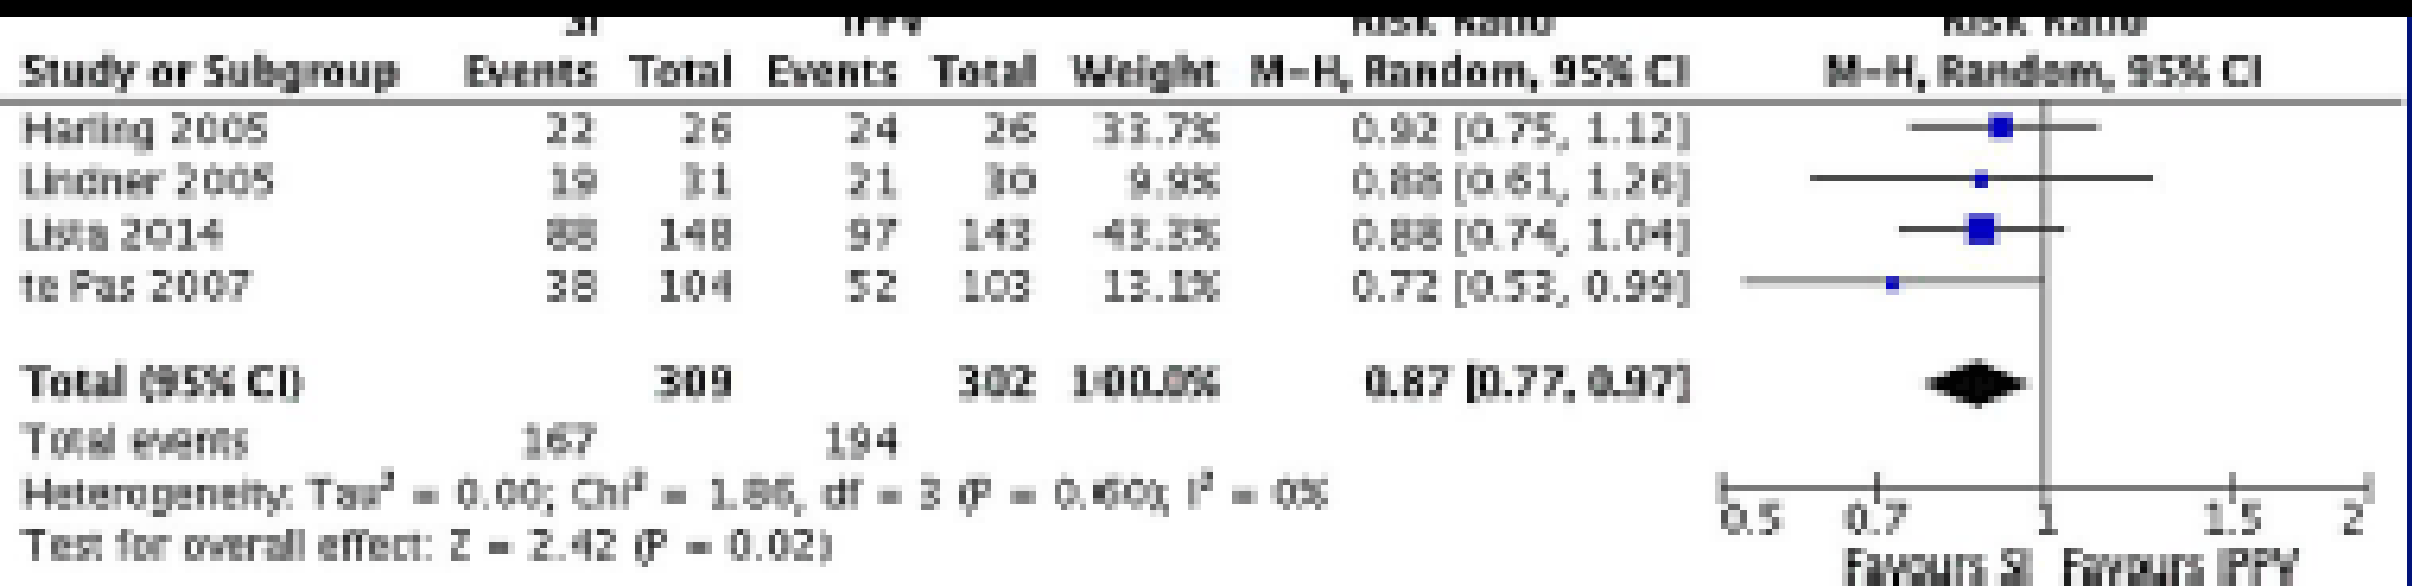 SI IPPV Risk Ratio Risk Ratio
Study or Subgroup Events Total Events Total Weight M-H, Random, 95% CI M-H, Random, 95% CI
Harling 2005 22 26 24 26 33.7% 0.92 [0.75, 1.12]
Lindner 2005 19 31 21 30 9.9% 0.88 [0.61, 1.26]
Lista 2014 88 148 97 143 43.3% 0.88 [0.74, 1.04]
te Pas 2007 38 104 52 103 13.1% 0.72 [0.53, 0.99]
Total (95% CI) 309 302 100.0% 0.87 [0.77, 0.97]
Total events 167 194
Heterogeneity: Tau² = 0.00; Chi² = 1.86, df = 3 (P = 0.60); I² = 0%
Test for overall effect: Z = 2.42 (P = 0.02)
0.5 0.7 1 1.5 2
Favours SI Favours IPPV